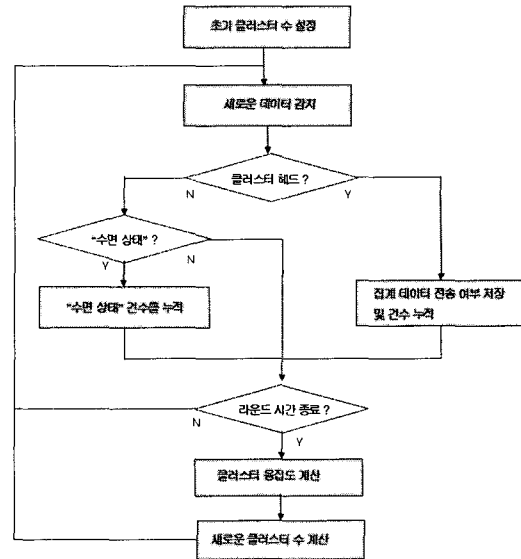 초기 클러스터 수 설정
새로운 데이터 감지
클러스터 헤드 ?
N
Y
"수면 상태" ?
Y
N
"수면 상태" 건수를 누적
집계 데이터 전송 여부 저장
및 건수 누적
라운드 시간 종료 ?
N
Y
클러스터 응집도 계산
새로운 클러스터 수 계산